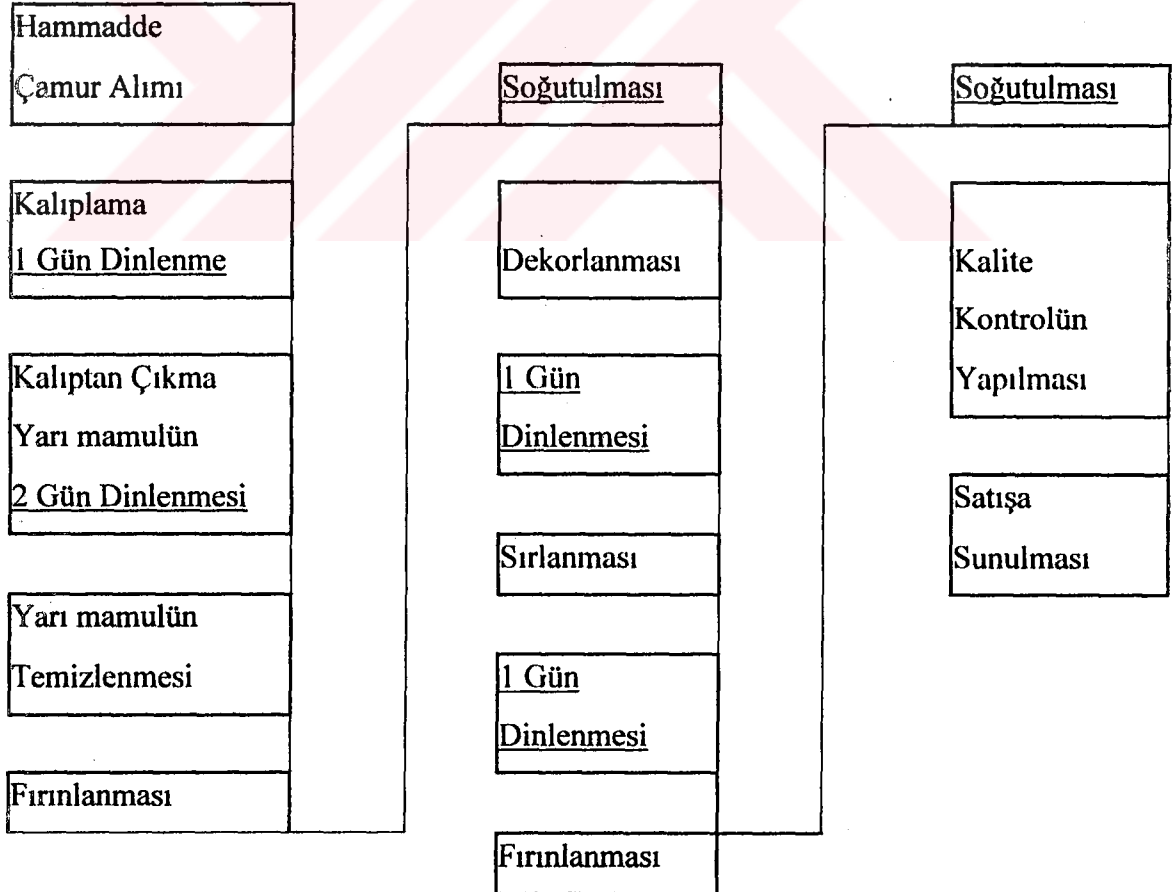 Hammadde
Çamur Alımı
Kalıplama
1 Gün Dinlenme
Kalıptan Çıkma
Yarı mamulün
2 Gün Dinlenmesi
Yarı mamulün
Temizlenmesi
Fırınlanması
Soğutulması
Dekorlanması
1 Gün
Dinlenmesi
Sırlanması
1 Gün
Dinlenmesi
Fırınlanması
Soğutulması
Kalite
Kontrolün
Yapılması
Satışa
Sunulması